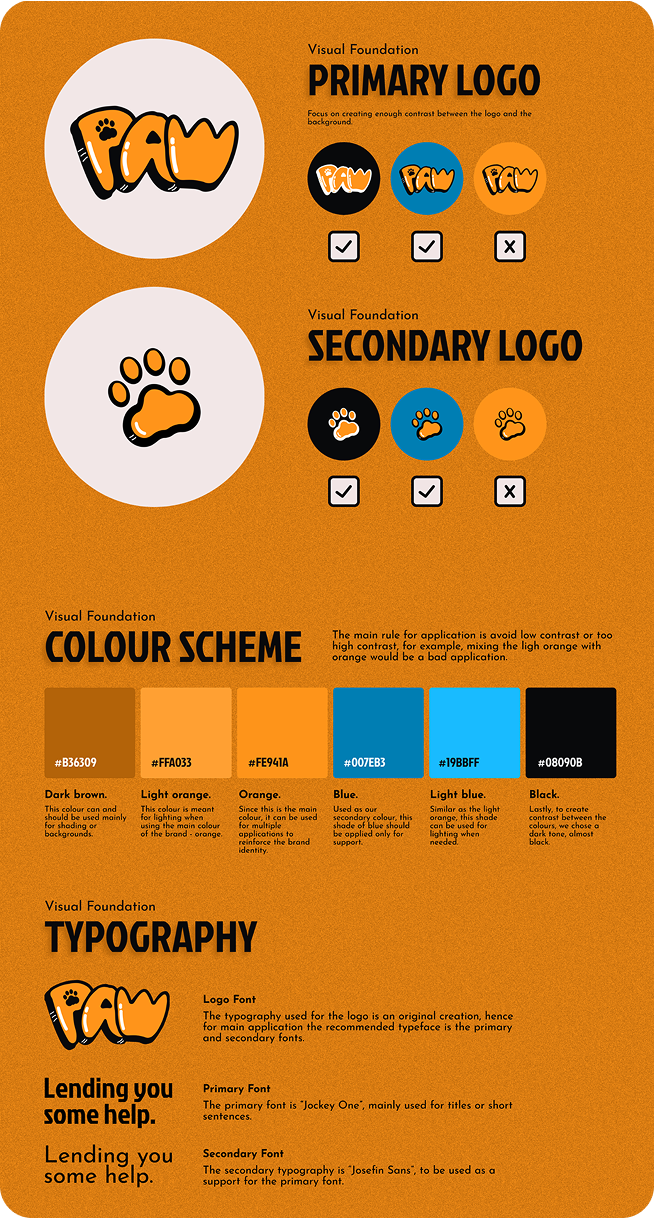 PAW
Visual Foundation
PRIMARY LOGO
Focus on creating enough contrast between the logo and the
background.
PAW
PAW
PAW
Visual Foundation
SECONDARY LOGO
Visual Foundation
COLOUR SCHEME
The main rule for application is avoid low contrast or too
high contrast, for example, mixing the ligh orange with
orange would be a bad application.
#B36309
#FFA033
#FE941A
#007EB3
#19BBFF
#08090B
Dark brown.
This colour can and
should be used mainly
for shading or
backgrounds.
Light orange.
This colour is meant
for lighting when
using the main colour
of the brand - orange.
Orange.
Since this is the main
colour, it can be used
for multiple
applications to
reinforce the brand
identity.
Blue.
Used as our
secondary colour, this
shade of blue should
be applied only for
support.
Light blue.
Similar as the light
orange, this shade
can be used for
lighting when
needed.
Black.
Lastly, to create
contrast between the
colours, we chose a
dark tone, almost
black.
Visual Foundation
TYPOGRAPHY
PAW
Logo Font
The typography used for the logo is an original creation, hence
for main application the recommended typeface is the primary
and secondary fonts.
Lending you
some help.
Primary Font
The primary font is "Jockey One", mainly used for titles or short
sentences.
Lending you
some help.
Secondary Font
The secondary typography is "Josefin Sans", to be used as a
support for the primary font.